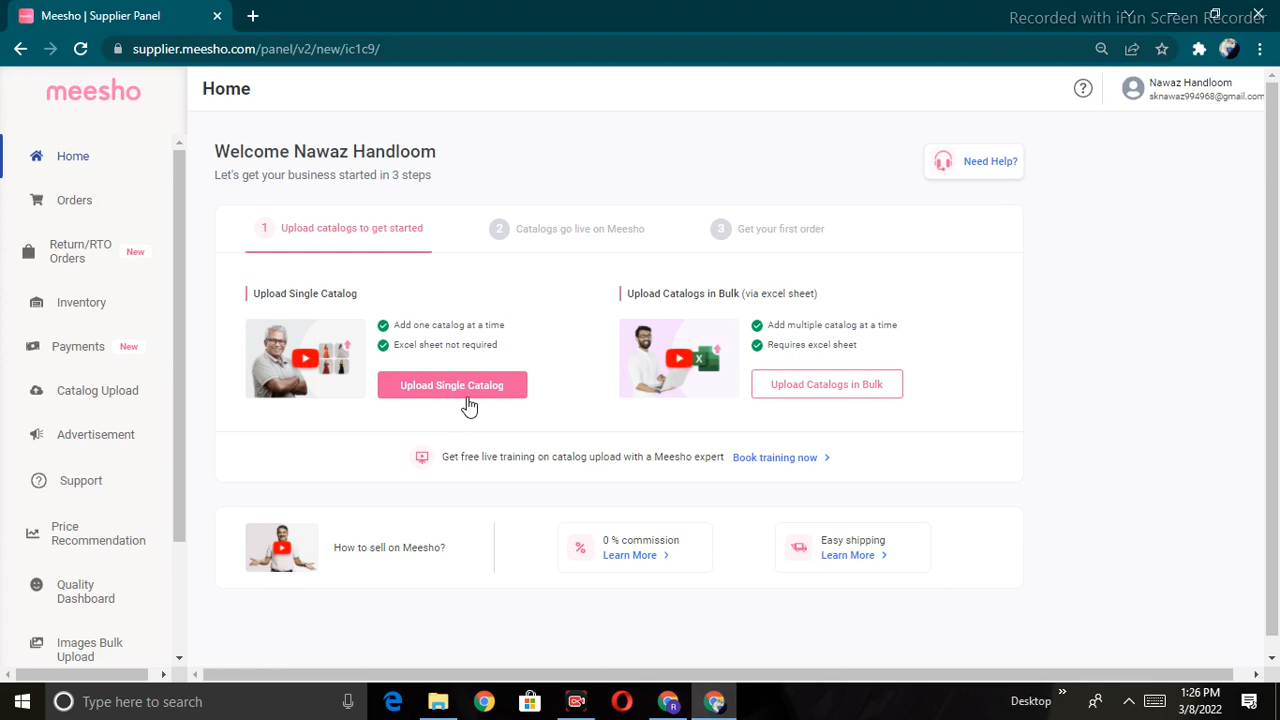 Meesho | Supplier Panel
Recorded with iFun Screen Recorder
supplier.meesho.com/panel/v2/new/ic1c9/
meesho
Home
?
Nawaz Handloom
sknawaz994968@gmail.com
Home
Orders
Return/RTO
Orders
New
Inventory
Payments
New
Catalog Upload
Advertisement
Support
Price
Recommendation
Quality
Dashboard
Images Bulk
Upload
Welcome Nawaz Handloom
Let's get your business started in 3 steps
Need Help?
1 Upload catalogs to get started
2 Catalogs go live on Meesho
3 Get your first order
Upload Single Catalog
Add one catalog at a time
Excel sheet not required
Upload Single Catalog
Upload Catalogs in Bulk (via excel sheet)
Add multiple catalog at a time
Requires excel sheet
Upload Catalogs in Bulk
Get free live training on catalog upload with a Meesho expert Book training now
How to sell on Meesho?
0 % commission
Learn More
Easy shipping
Learn More
Type here to search
Desktop
1:26 PM
3/8/2022